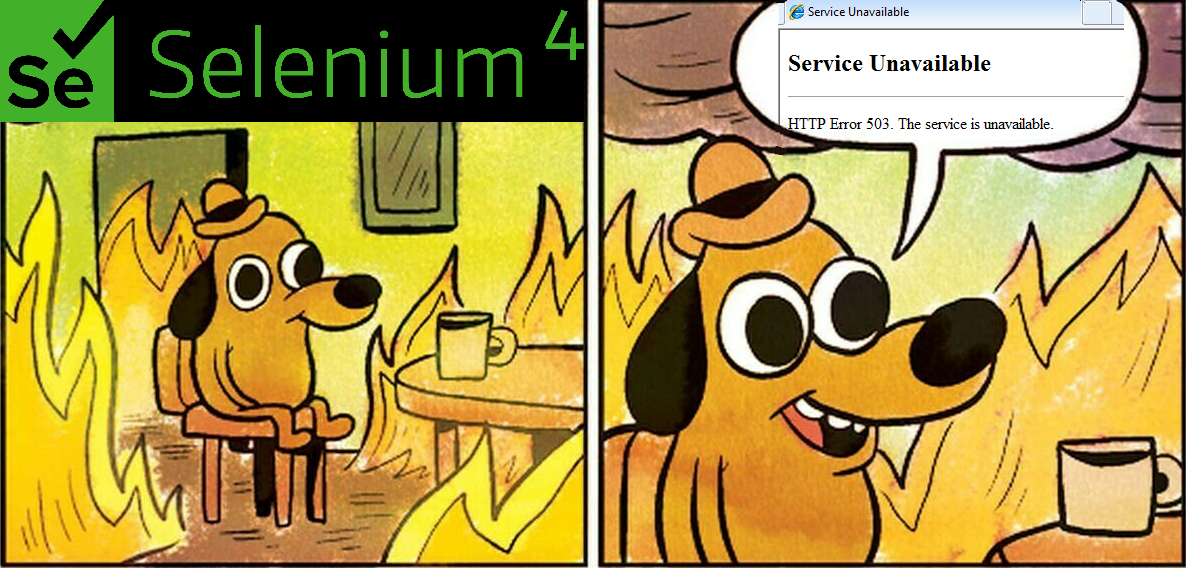 Se
Selenium 4
Service Unavailable
Service Unavailable
HTTP Error 503. The service is unavailable.